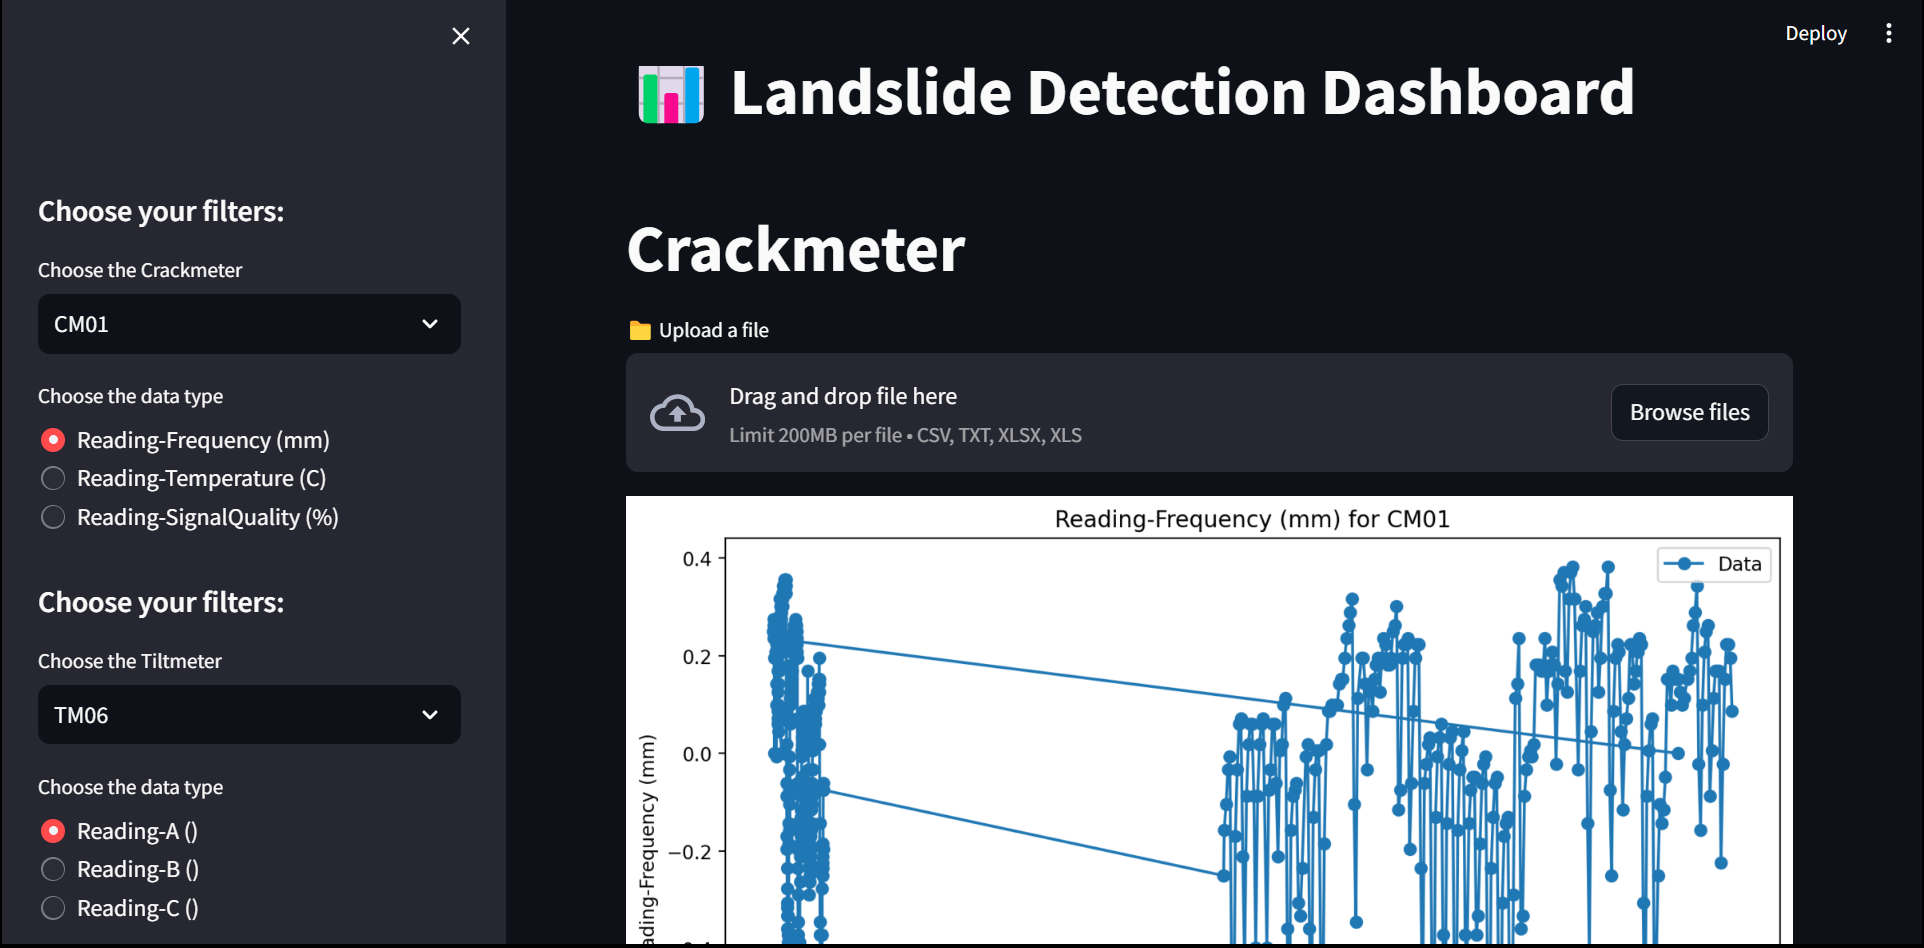 Deploy
Landslide Detection Dashboard
Choose your filters:
Choose the Crackmeter
CM01
Choose the data type
Reading-Frequency (mm)
Reading-Temperature (C)
Reading-SignalQuality (%)
Choose your filters:
Choose the Tiltmeter
TM06
Choose the data type
Reading-A ()
Reading-B ()
Reading-C ()
Crackmeter
Upload a file
Drag and drop file here
Limit 200MB per file • CSV, TXT, XLSX, XLS
Browse files
Reading-Frequency (mm) for CM01
Data
0.4
0.2
0.0
−0.2
(mm)